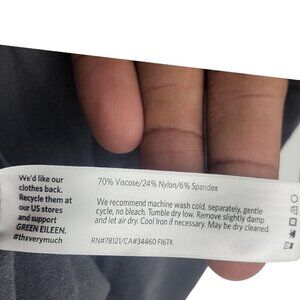 We'd like our
clothes back.
Recycle them at
our US stores
and support
GREEN EILEEN.
#thxverymuch
70% Viscose/24% Nylon/6% Spandex
We recommend machine wash cold, separately, gentle
cycle, no bleach. Tumble dry low. Remove slightly damp
and let air dry. Cool Iron if necessary. May be dry cleaned.
RN#78121/CA#34460 FI6TK